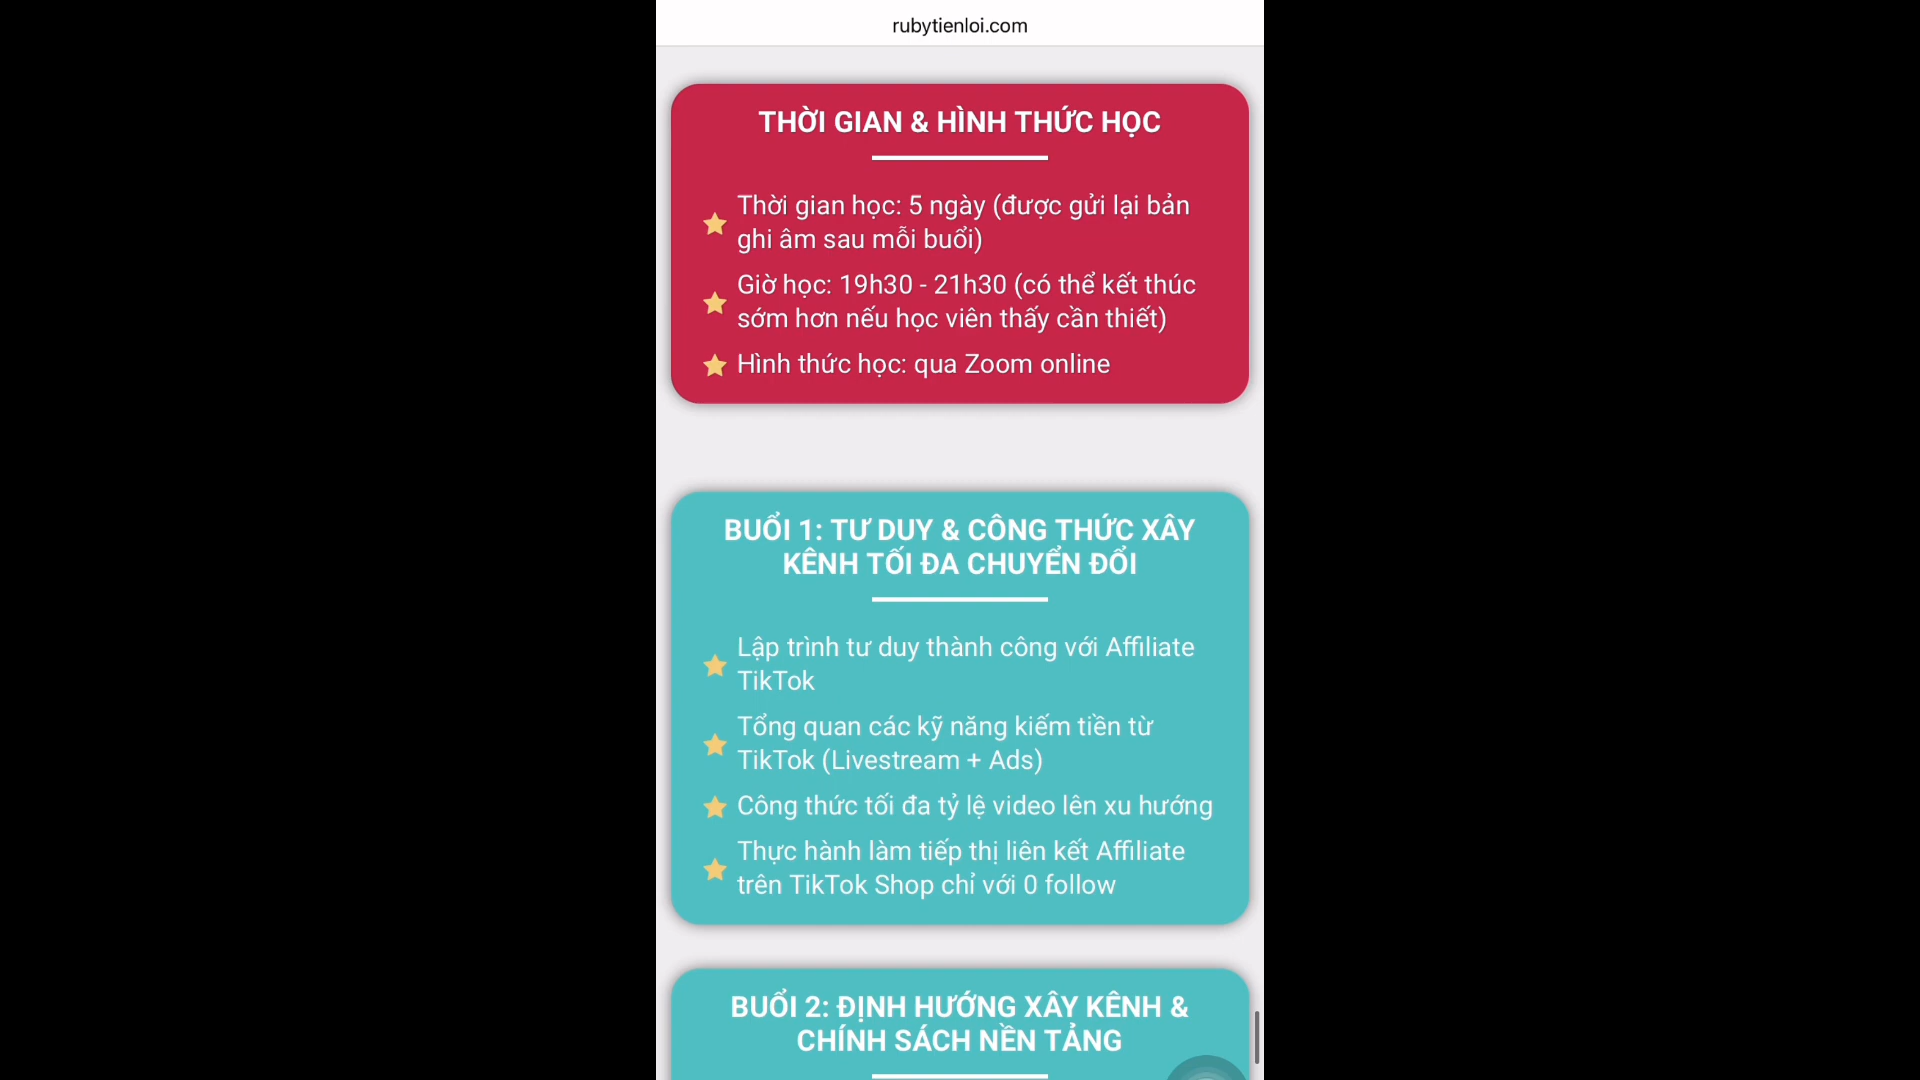 rubytienloi.com
THỜI GIAN & HÌNH THỨC HỌC
Thời gian học: 5 ngày (được gửi lại bản
ghi âm sau mỗi buổi)
Giờ học: 19h30 - 21h30 (có thể kết thúc
sớm hơn nếu học viên thấy cần thiết)
Hình thức học: qua Zoom online
BUỔI 1: TƯ DUY & CÔNG THỨC XÂY
KÊNH TỐI ĐA CHUYỂN ĐỔI
Lập trình tư duy thành công với Affiliate
TikTok
Tổng quan các kỹ năng kiếm tiền từ
TikTok (Livestream + Ads)
Công thức tối đa tỷ lệ video lên xu hướng
Thực hành làm tiếp thị liên kết Affiliate
trên TikTok Shop chỉ với 0 follow
BUỔI 2: ĐỊNH HƯỚNG XÂY KÊNH &
CHÍNH SÁCH NỀN TẢNG